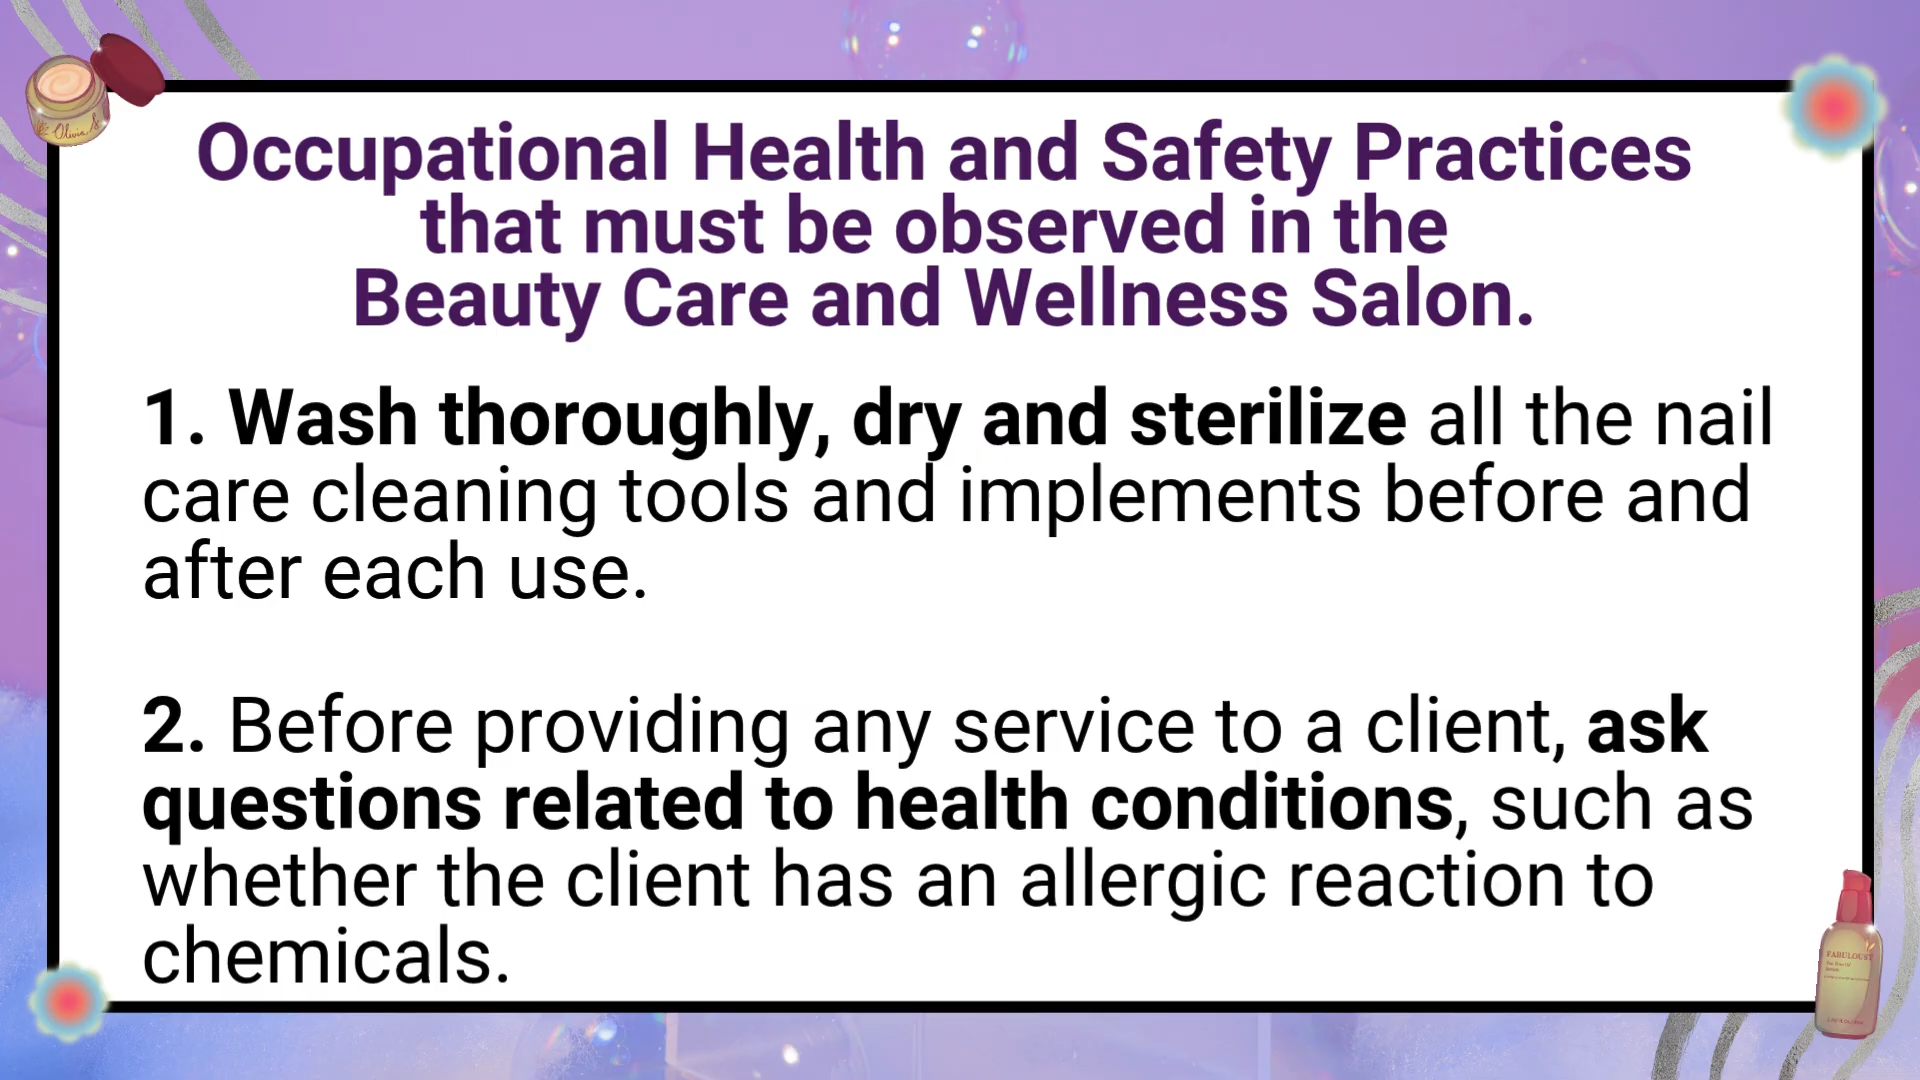 Occupational Health and Safety Practices
that must be observed in the
Beauty Care and Wellness Salon.
1. Wash thoroughly, dry and sterilize all the nail
care cleaning tools and implements before and
after each use.
2. Before providing any service to a client, ask
questions related to health conditions, such as
whether the client has an allergic reaction to
chemicals.
Olivia
FABULOUST